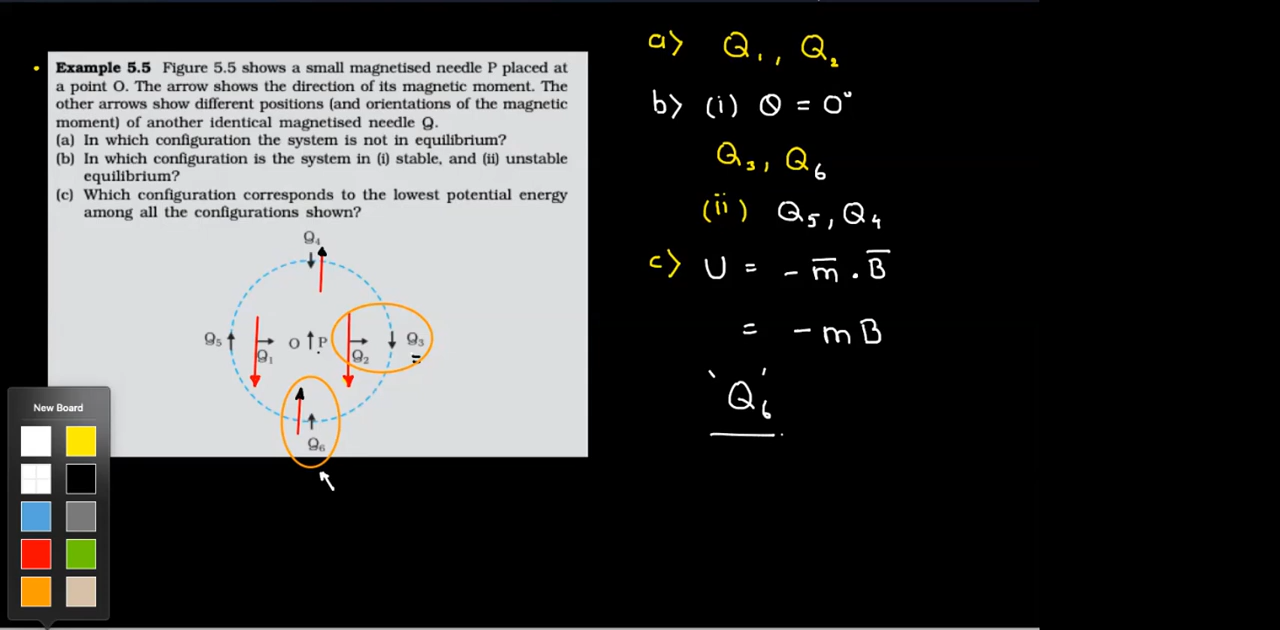 • Example 5.5 Figure 5.5 shows a small magnetised needle P placed at
a point O. The arrow shows the direction of its magnetic moment. The
other arrows show different positions (and orientations of the magnetic
moment) of another identical magnetised needle Q.
(a) In which configuration the system is not in equilibrium?
(b) In which configuration is the system in (i) stable, and (ii) unstable
equilibrium?
(c) Which configuration corresponds to the lowest potential energy
among all the configurations shown?
Q₄
Q₅
Q₁
O
P
Q₂
Q₃
Q₆
a) Q₁, Q₂
b) (i) θ = 0°
Q₃, Q₆
(ii) Q₅, Q₄
c) U = - m̄ . B̄
= - mB
'Q₆'
New Board